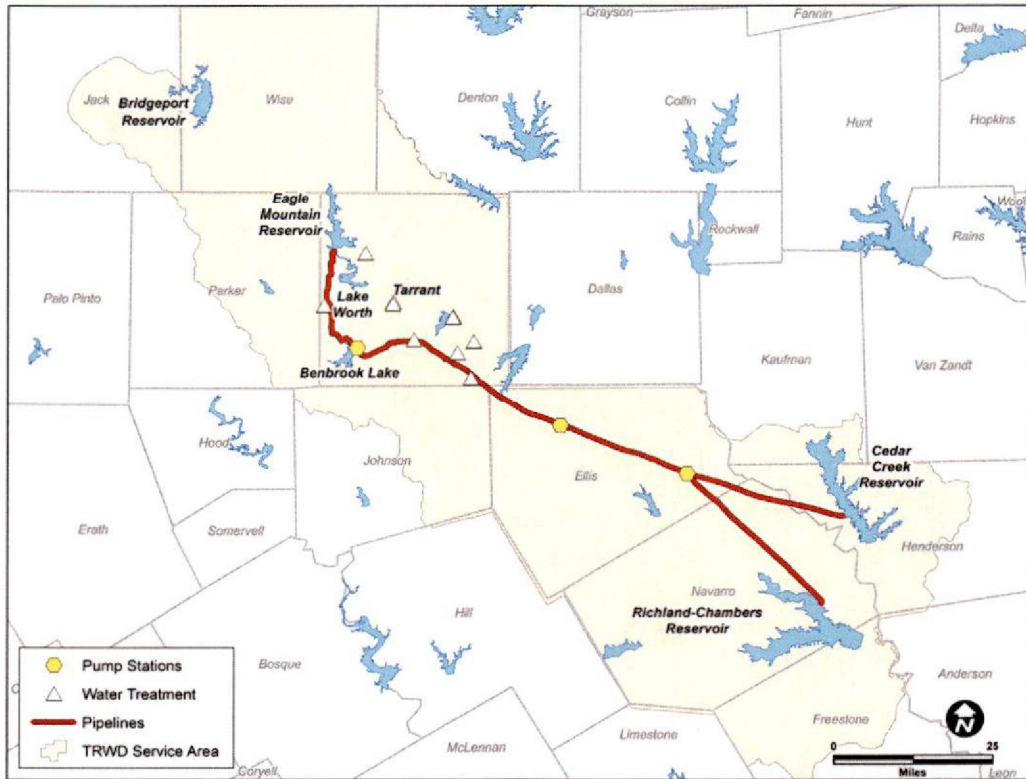 Grayson
Fannin
Delta
Jack
Bridgeport
Reservoir
Wise
Denton
Collin
Hunt
Hopkins
Eagle
Mountain
Reservoir
Rockwall
Rains
Palo Pinto
Parker
Lake
Worth
Tarrant
Dallas
Kaufman
Van Zandt
Benbrook Lake
Hood
Johnson
Ellis
Cedar
Creek
Reservoir
Erath
Somervell
Henderson
Navarro
Richland-Chambers
Reservoir
Hill
Bosque
Anderson
Freestone
Limestone
McLennan
Coryell
Leon
Pump Stations
Water Treatment
Pipelines
TRWD Service Area
N
0
25
Miles